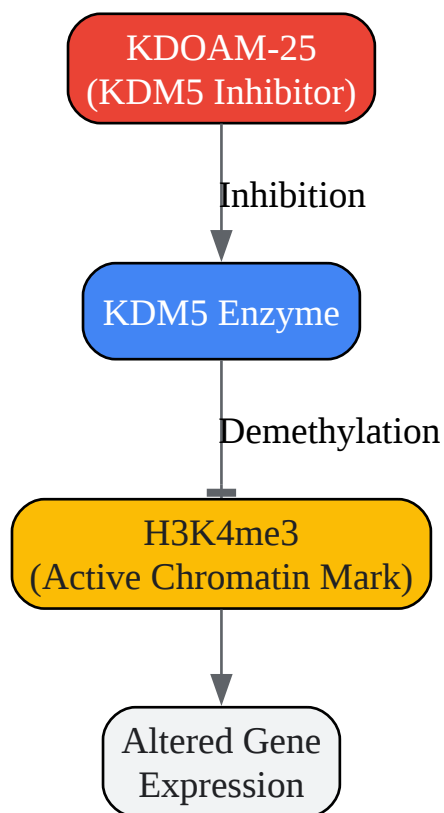 KDOAM-25
(KDM5 Inhibitor)
Inhibition
KDM5 Enzyme
Demethylation
H3K4me3
(Active Chromatin Mark)
Altered Gene
Expression